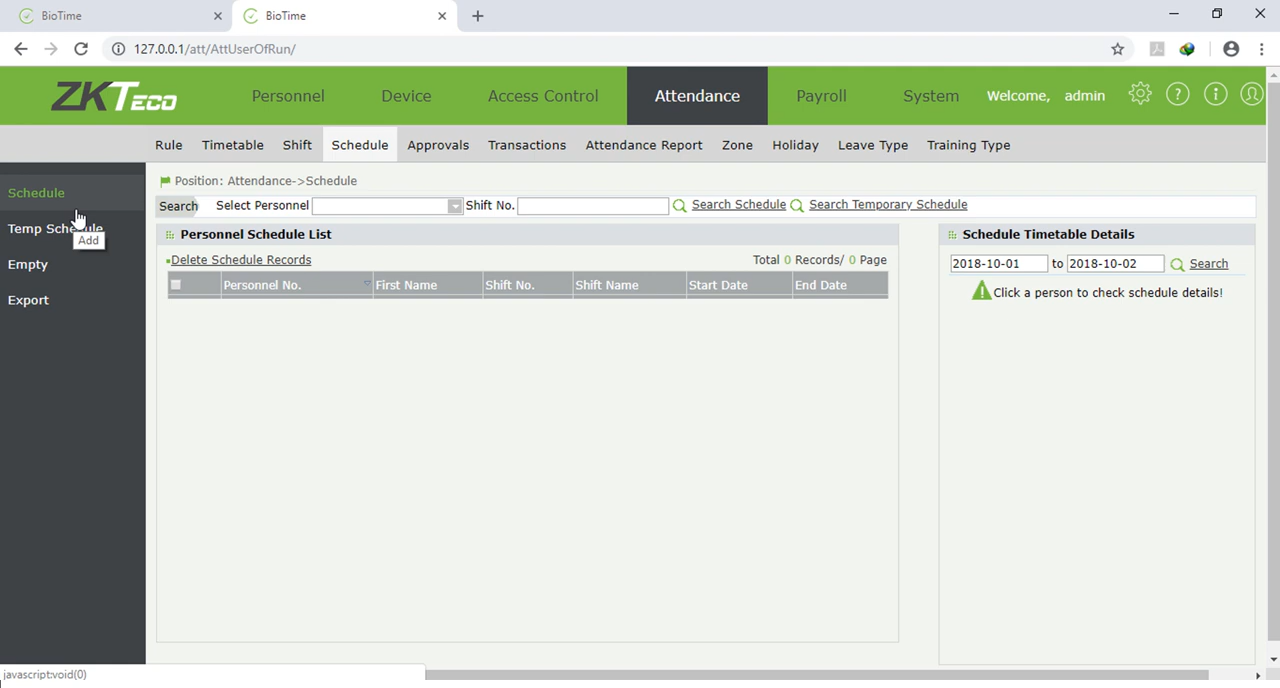 BioTime
BioTime
127.0.0.1/att/AttUserOfRun/
ZKTeco Personnel Device Access Control Attendance Payroll System Welcome, admin
Rule Timetable Shift Schedule Approvals Transactions Attendance Report Zone Holiday Leave Type Training Type
Position: Attendance->Schedule
Search Select Personnel Shift No. Search Schedule Search Temporary Schedule
Schedule
Temp Schedule
Add
Empty
Export
Personnel Schedule List
Delete Schedule Records Total 0 Records/ 0 Page
Personnel No. First Name Shift No. Shift Name Start Date End Date
Schedule Timetable Details
2018-10-01 to 2018-10-02 Search
Click a person to check schedule details!
javascript:void(0)